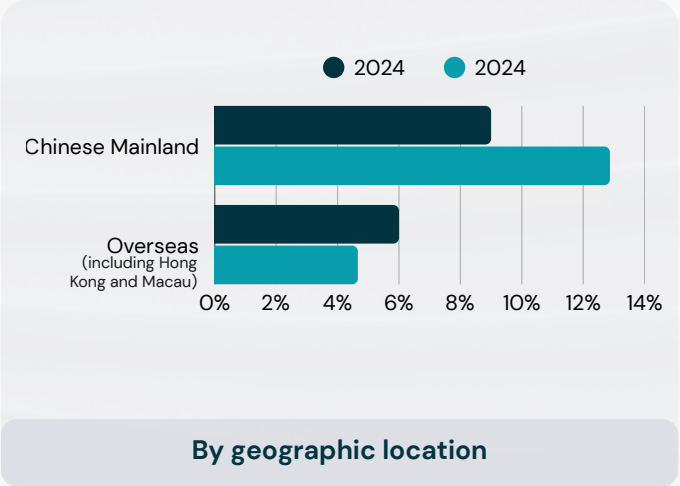 2024 2024
Chinese Mainland
Overseas
(including Hong
Kong and Macau)
0% 2% 4% 6% 8% 10% 12% 14%
By geographic location